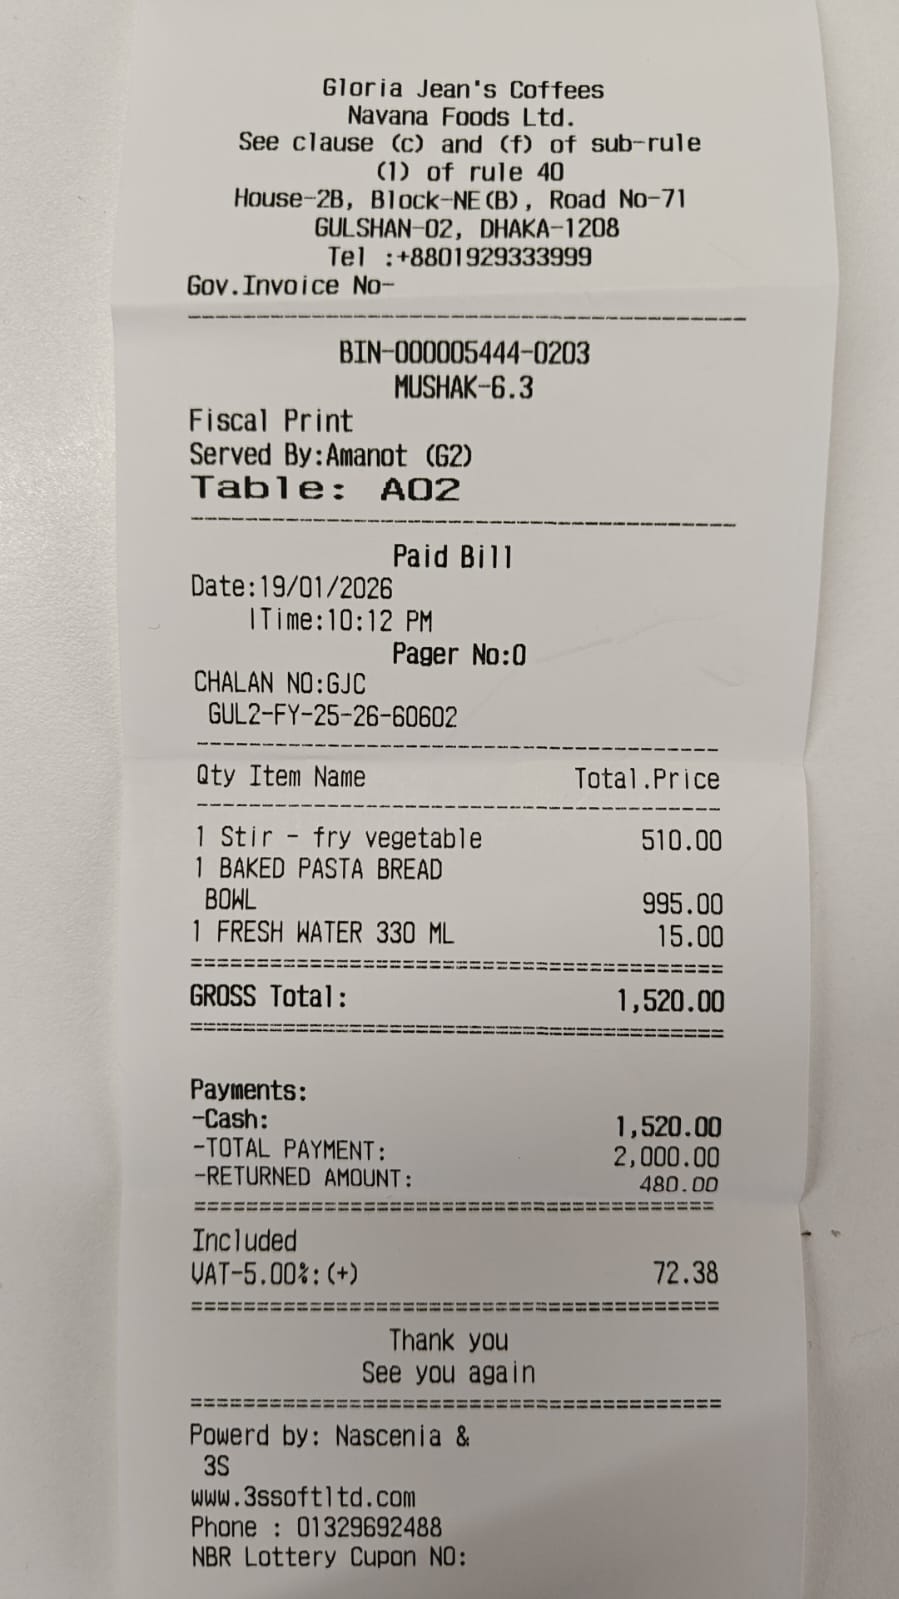 Gloria Jean's Coffees
Navana Foods Ltd.
See clause (c) and (f) of sub-rule
(1) of rule 40
House-2B, Block-NE(B), Road No-71
GULSHAN-02, DHAKA-1208
Tel :+8801929333999
Gov.Invoice No-
BIN-000005444-0203
MUSHAK-6.3
Fiscal Print
Served By:Amanot (G2)
Table: A02
Paid Bill
Date:19/01/2026
|Time:10:12 PM
Pager No:0
CHALAN NO:GJC
GUL2-FY-25-26-60602
Qty Item Name Total.Price
1 Stir - fry vegetable 510.00
1 BAKED PASTA BREAD
BOWL 995.00
1 FRESH WATER 330 ML 15.00
GROSS Total: 1,520.00
Payments:
-Cash: 1,520.00
-TOTAL PAYMENT: 2,000.00
-RETURNED AMOUNT: 480.00
Included
VAT-5.00%:(+) 72.38
Thank you
See you again
Powerd by: Nascenia &
3S
www.3ssoftltd.com
Phone : 01329692488
NBR Lottery Cupon NO: